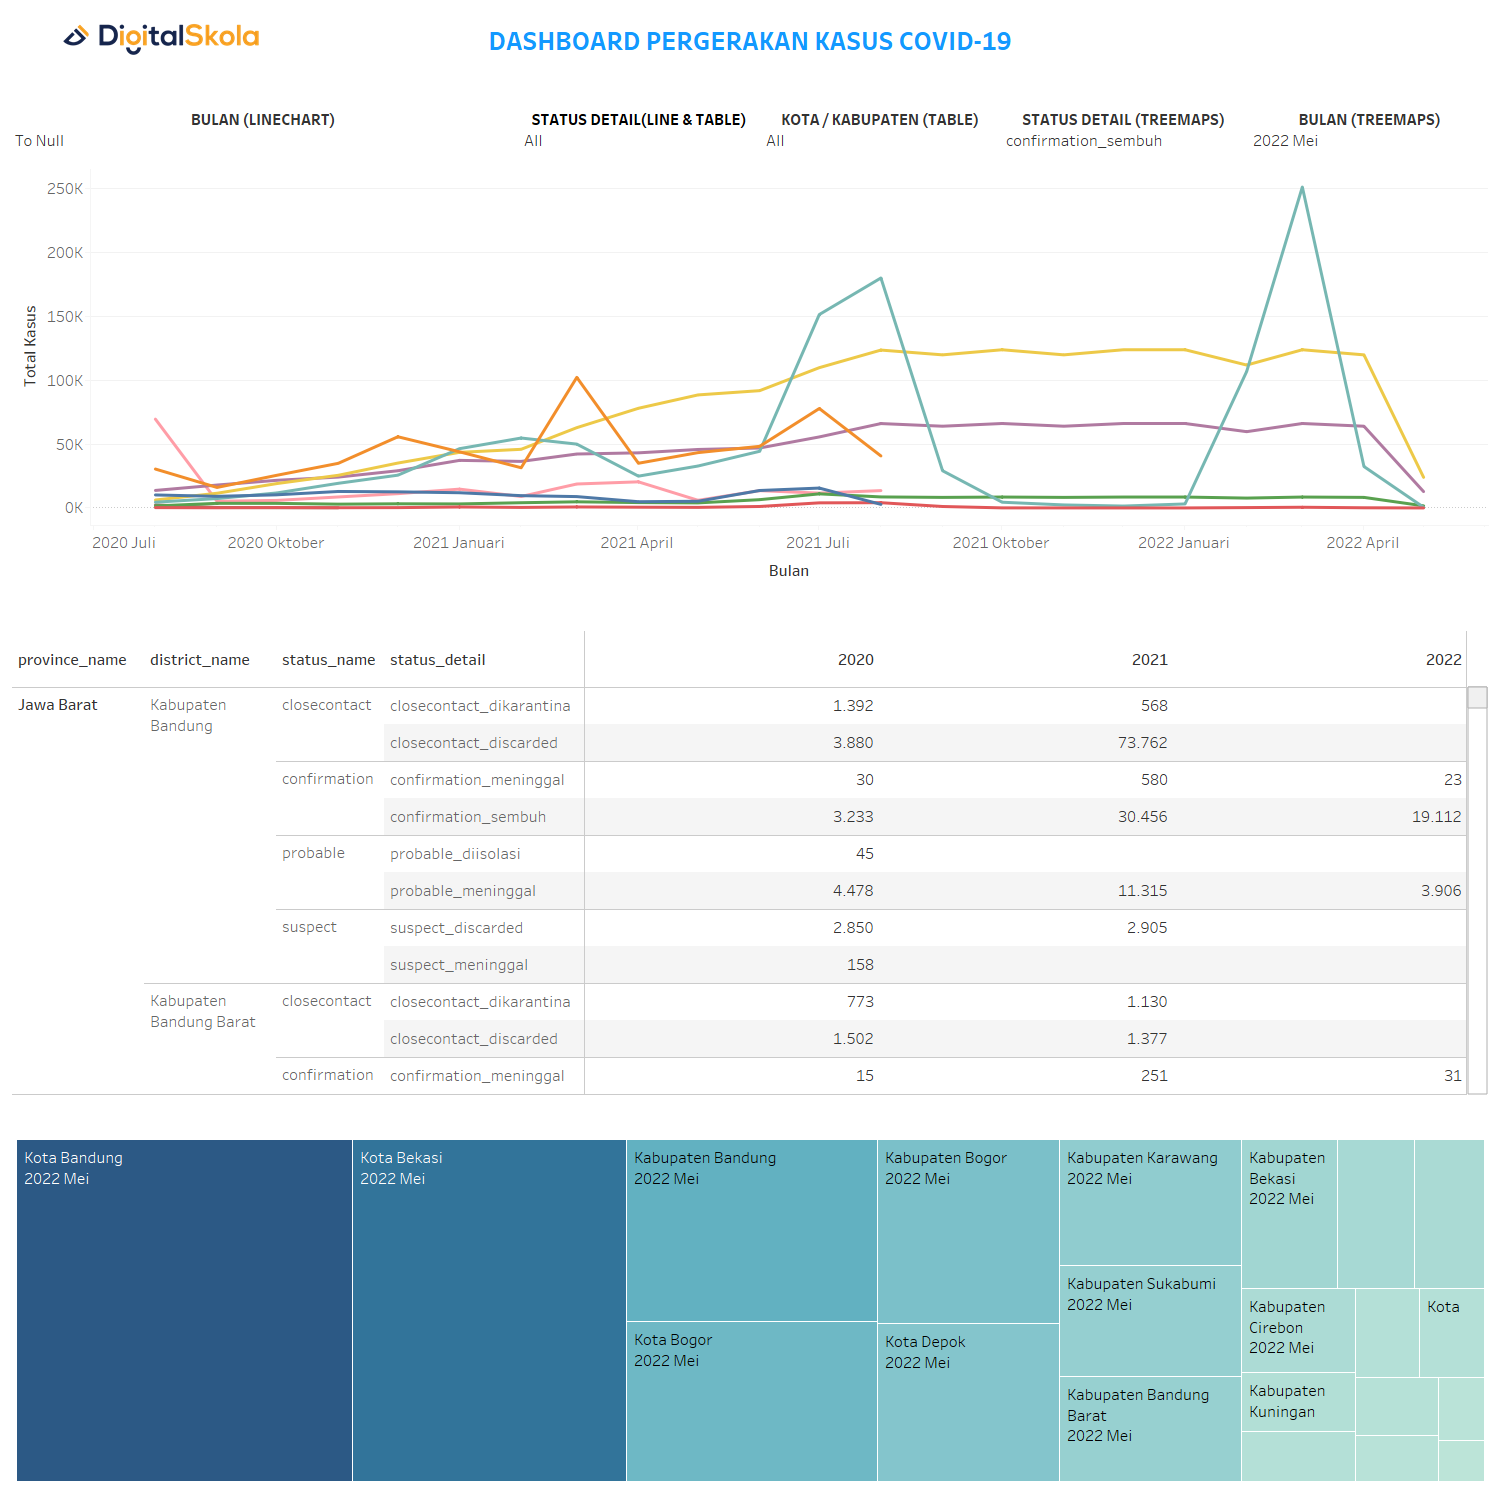 DigitalSkola
DASHBOARD PERGERAKAN KASUS COVID-19
BULAN (LINECHART)
STATUS DETAIL(LINE & TABLE)
KOTA / KABUPATEN (TABLE)
STATUS DETAIL (TREEMAPS)
BULAN (TREEMAPS)
To Null
All
All
confirmation_sembuh
2022 Mei
250K
200K
150K
100K
50K
0K
Total Kasus
2020 Juli
2020 Oktober
2021 Januari
2021 April
2021 Juli
2021 Oktober
2022 Januari
2022 April
Bulan
province_name district_name status_name status_detail 2020 2021 2022
Jawa Barat Kabupaten closecontact closecontact_dikarantina 1.392 568
Bandung
closecontact_discarded 3.880 73.762
confirmation confirmation_meninggal 30 580 23
confirmation_sembuh 3.233 30.456 19.112
probable probable_diisolasi 45
probable_meninggal 4.478 11.315 3.906
suspect suspect_discarded 2.850 2.905
suspect_meninggal 158
Kabupaten closecontact closecontact_dikarantina 773 1.130
Bandung Barat
closecontact_discarded 1.502 1.377
confirmation confirmation_meninggal 15 251 31
Kota Bandung
2022 Mei
Kota Bekasi
2022 Mei
Kabupaten Bandung
2022 Mei
Kota Bogor
2022 Mei
Kabupaten Bogor
2022 Mei
Kota Depok
2022 Mei
Kabupaten Karawang
2022 Mei
Kabupaten Sukabumi
2022 Mei
Kabupaten Bandung
Barat
2022 Mei
Kabupaten
Bekasi
2022 Mei
Kabupaten
Cirebon
2022 Mei
Kabupaten
Kuningan
Kota